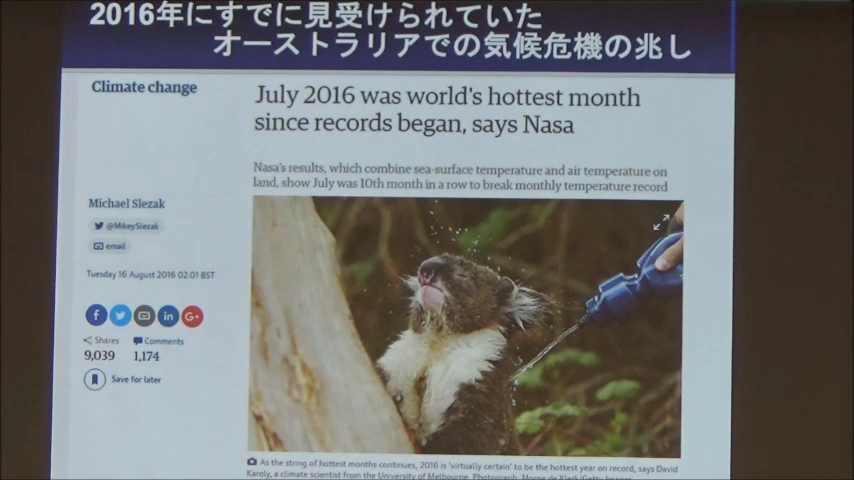 2016年にすでに見受けられていた
オーストラリアでの気候危機の兆し
Climate change
July 2016 was world's hottest month
since records began, says Nasa
Nasa's results, which combine sea-surface temperature and air temperature on
land, show July was 10th month in a row to break monthly temperature record
Michael Slezak
@MikeySlezak
email
Tuesday 16 August 2016 02.01 BST
f
in
G+
Shares
Comments
9,039
1,174
Save for later
As the string of hottest months continues, 2016 is 'virtually certain' to be the hottest year on record, says David
Karoly, a climate scientist from the University of Melbourne. Photograph: Morne de Klerk/Getty Images